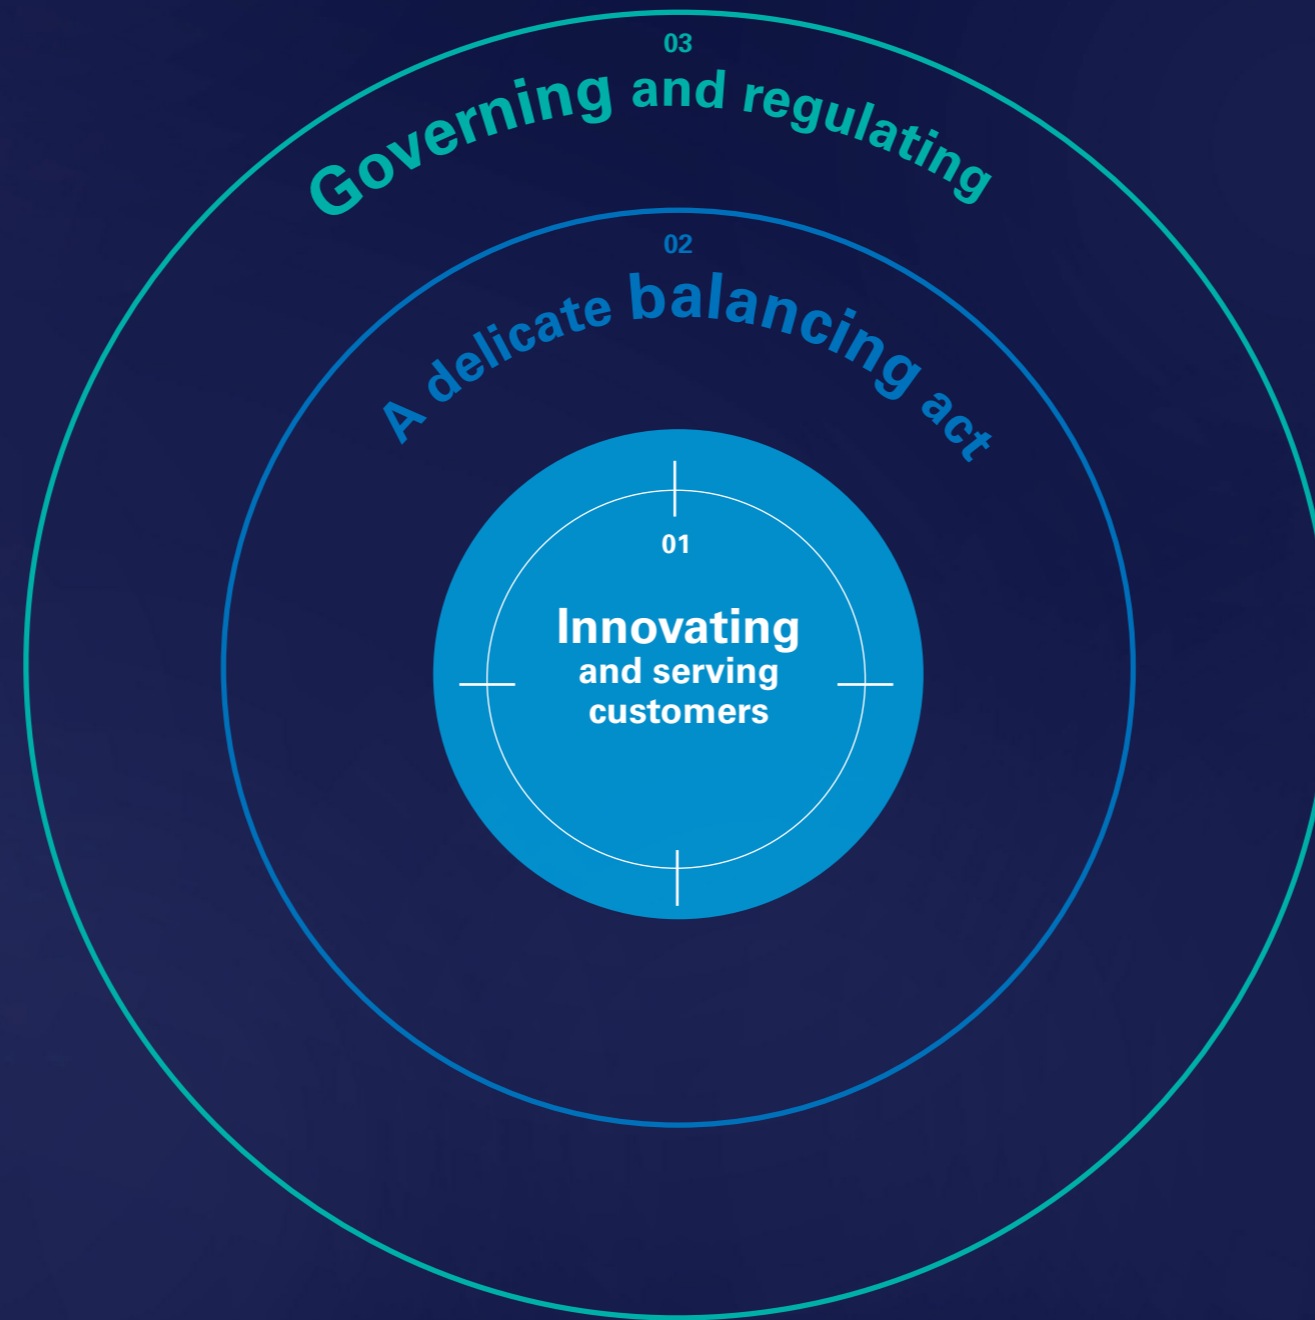 03
Governing and regulating
02
A delicate balancing act
01
Innovating
and serving
customers